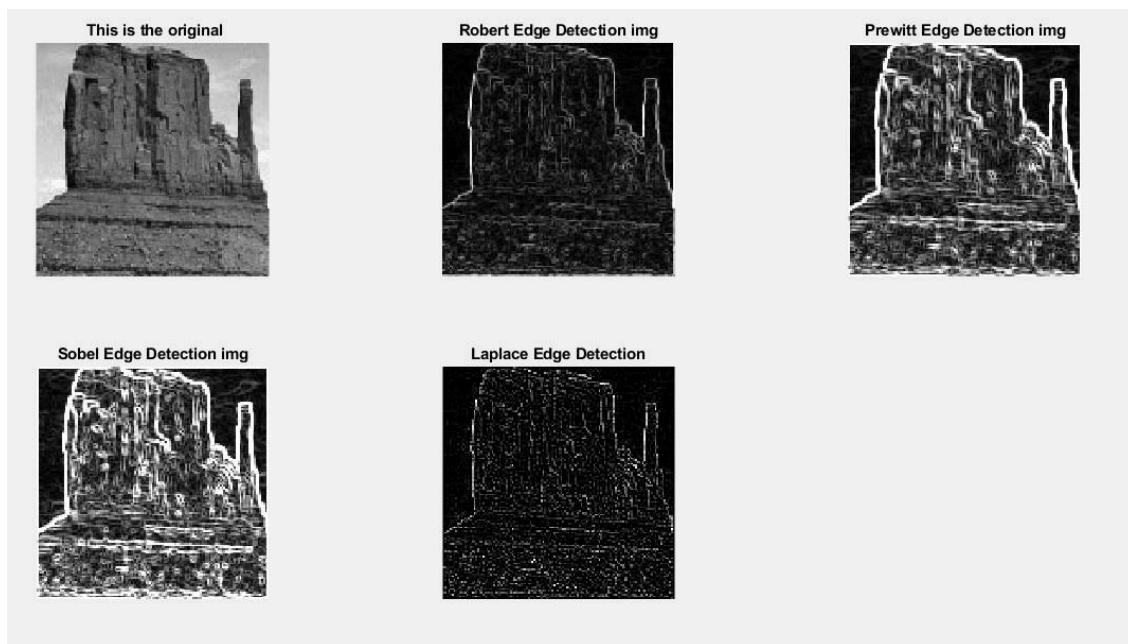 This is the original
Robert Edge Detection img
Prewitt Edge Detection img
Sobel Edge Detection img
Laplace Edge Detection